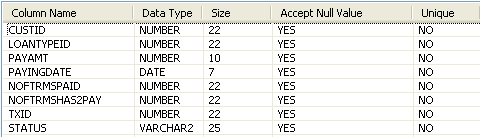 Column Name Data Type Size Accept Null Value Unique
CUSTID NUMBER 22 YES NO
LOANTYPEID NUMBER 22 YES NO
PAYAMT NUMBER 10 YES NO
PAYINGDATE DATE 7 YES NO
NOFTRMSPAID NUMBER 22 YES NO
NOFTRMSHAS2PAY NUMBER 22 YES NO
TXID NUMBER 22 YES NO
STATUS VARCHAR2 25 YES NO